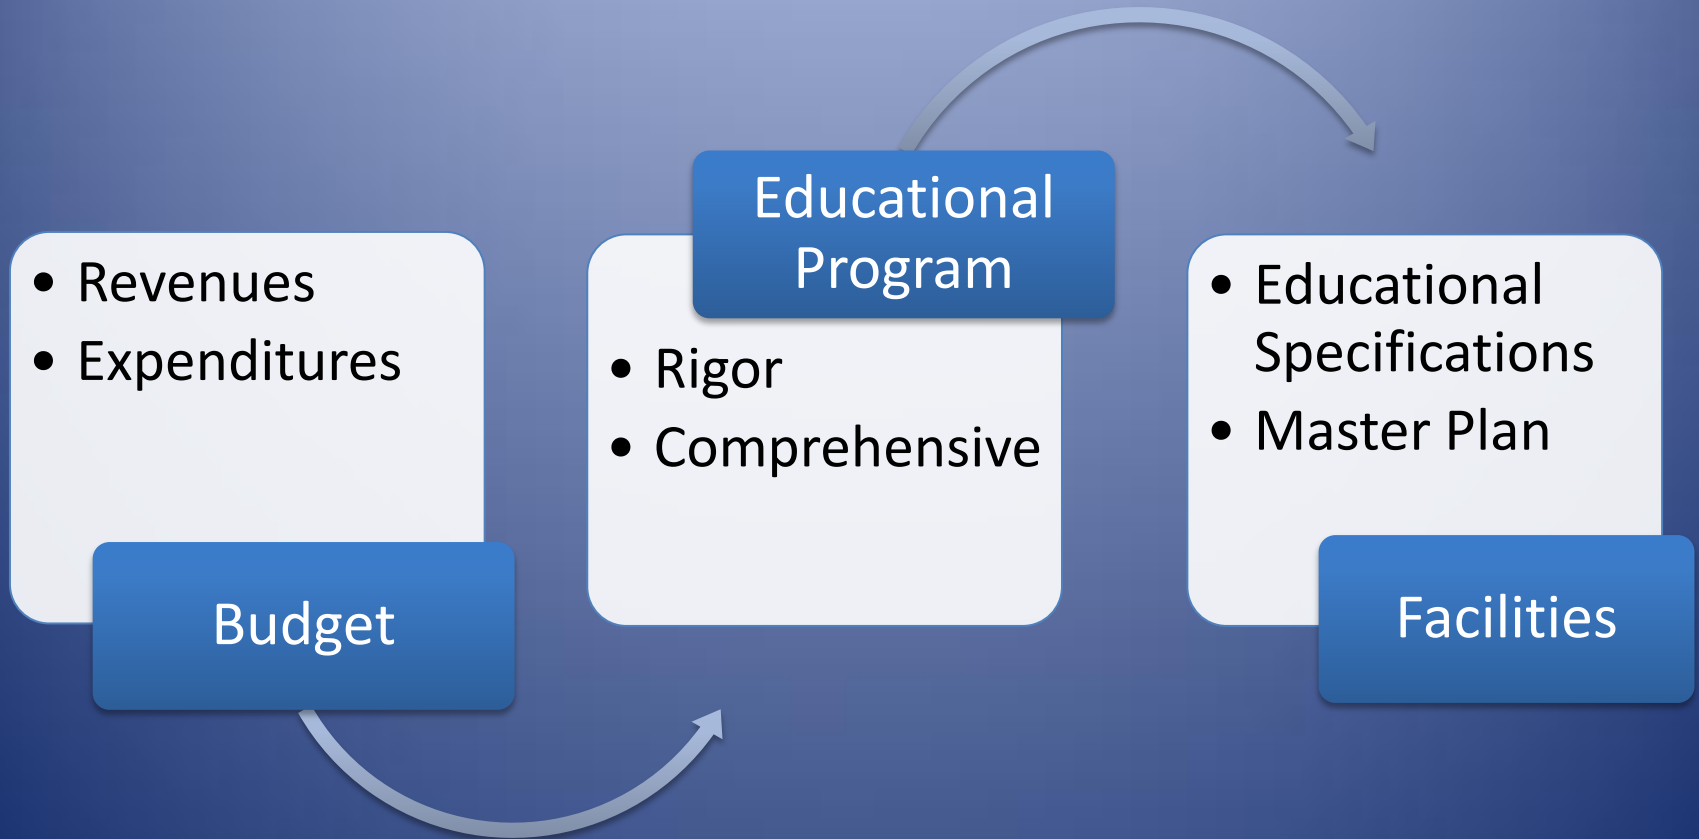 • Revenues
• Expenditures
Budget
Educational
Program
• Rigor
• Comprehensive
• Educational
Specifications
• Master Plan
Facilities